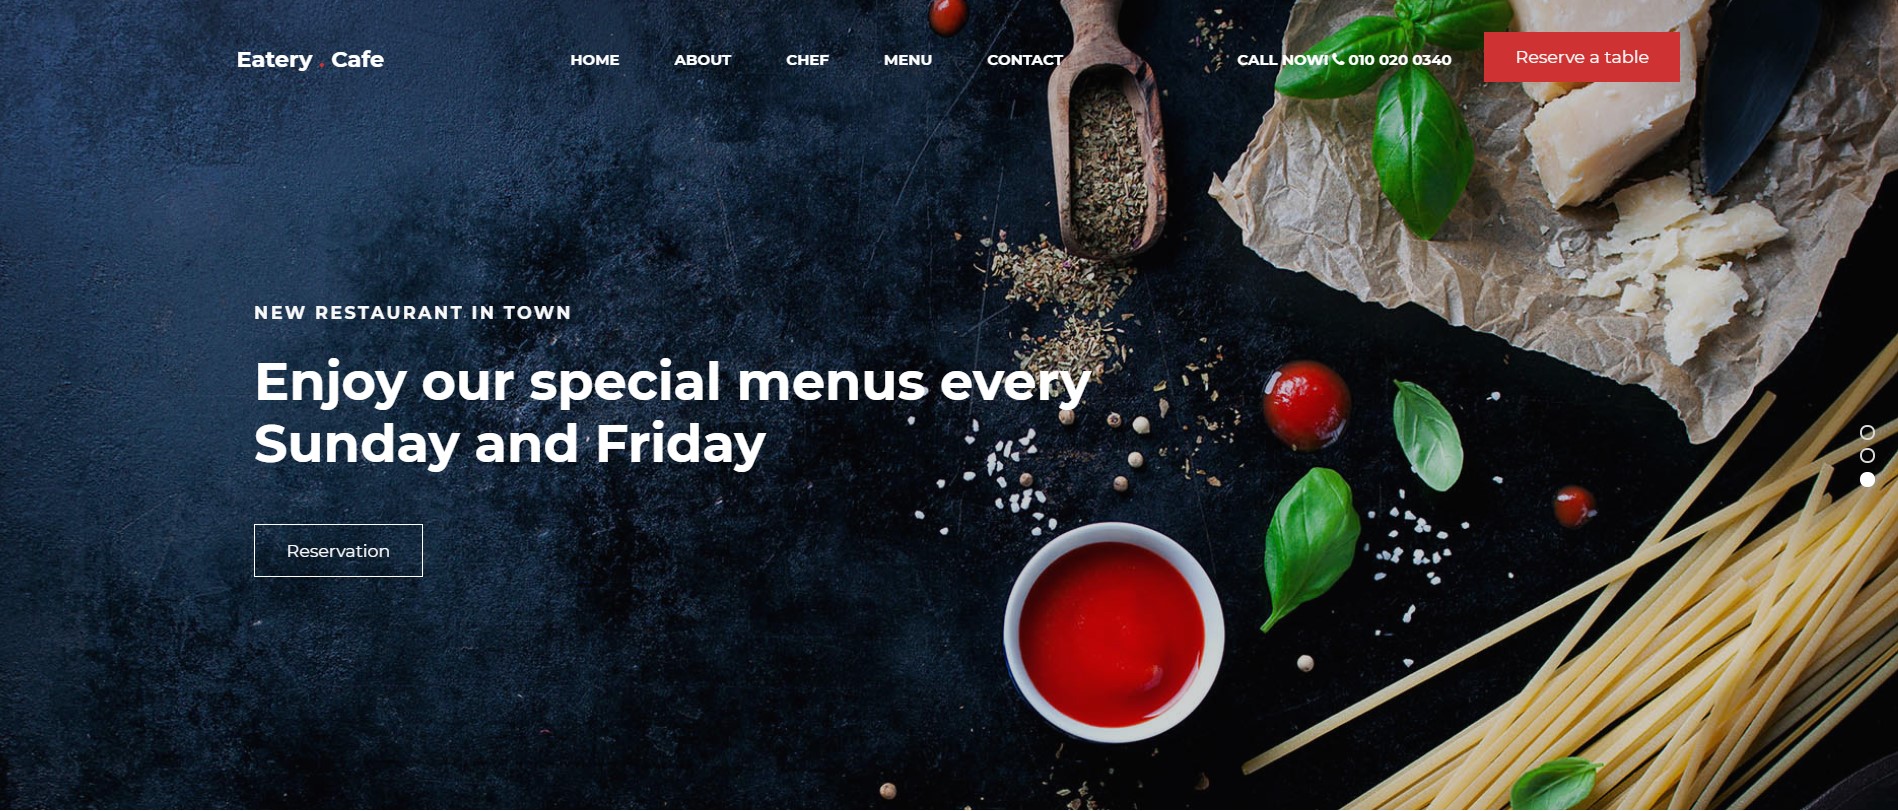 Eatery . Cafe
HOME ABOUT CHEF MENU CONTACT
CALL NOW! 010 020 0340
Reserve a table
NEW RESTAURANT IN TOWN
Enjoy our special menus every
Sunday and Friday
Reservation